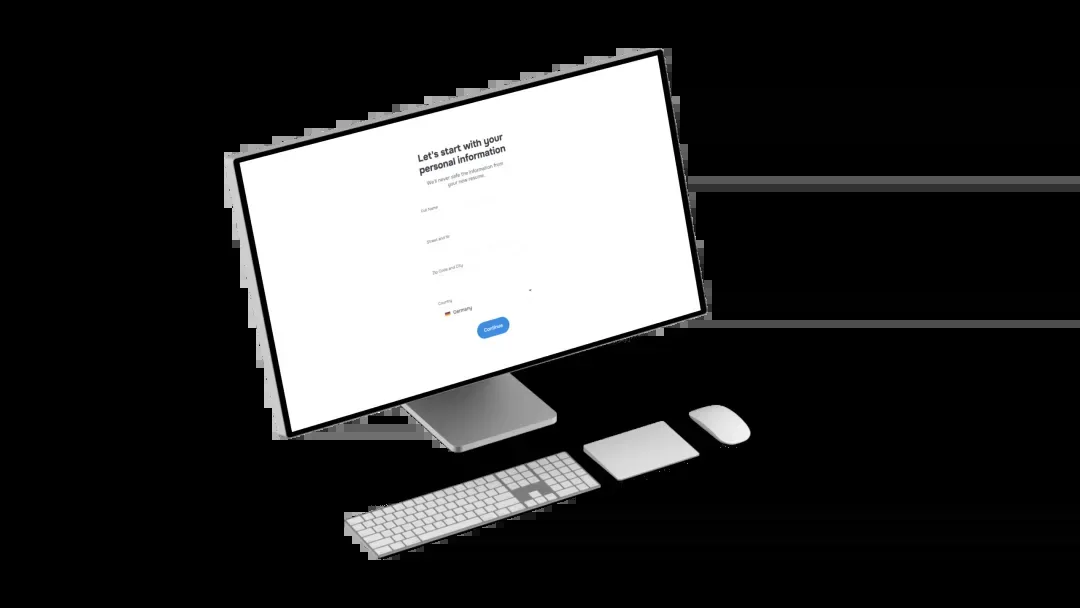 Let's start with your
personal information
We'll never safe the information from
your new resume.
Full name
Street and Nr
Zip Code and City
Country
Germany
Continue